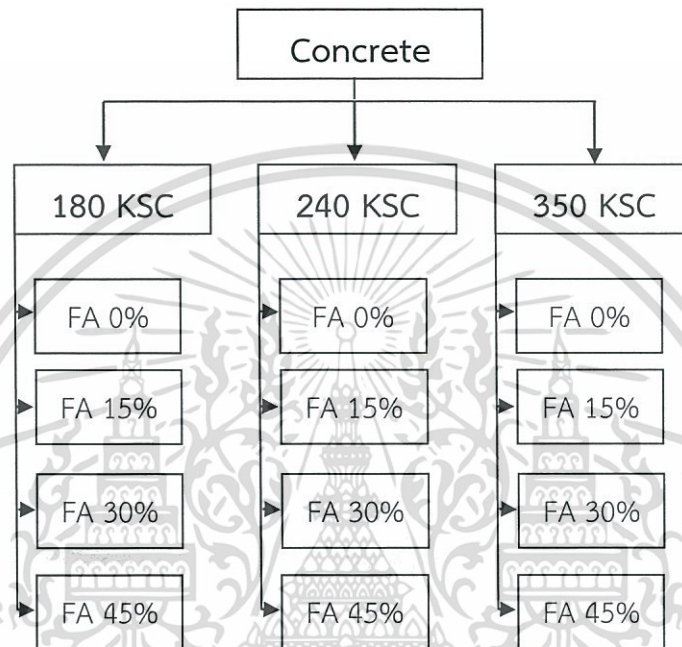 Concrete
180 KSC 240 KSC 350 KSC
FA 0% FA 0% FA 0%
FA 15% FA 15% FA 15%
FA 30% FA 30% FA 30%
FA 45% FA 45% FA 45%